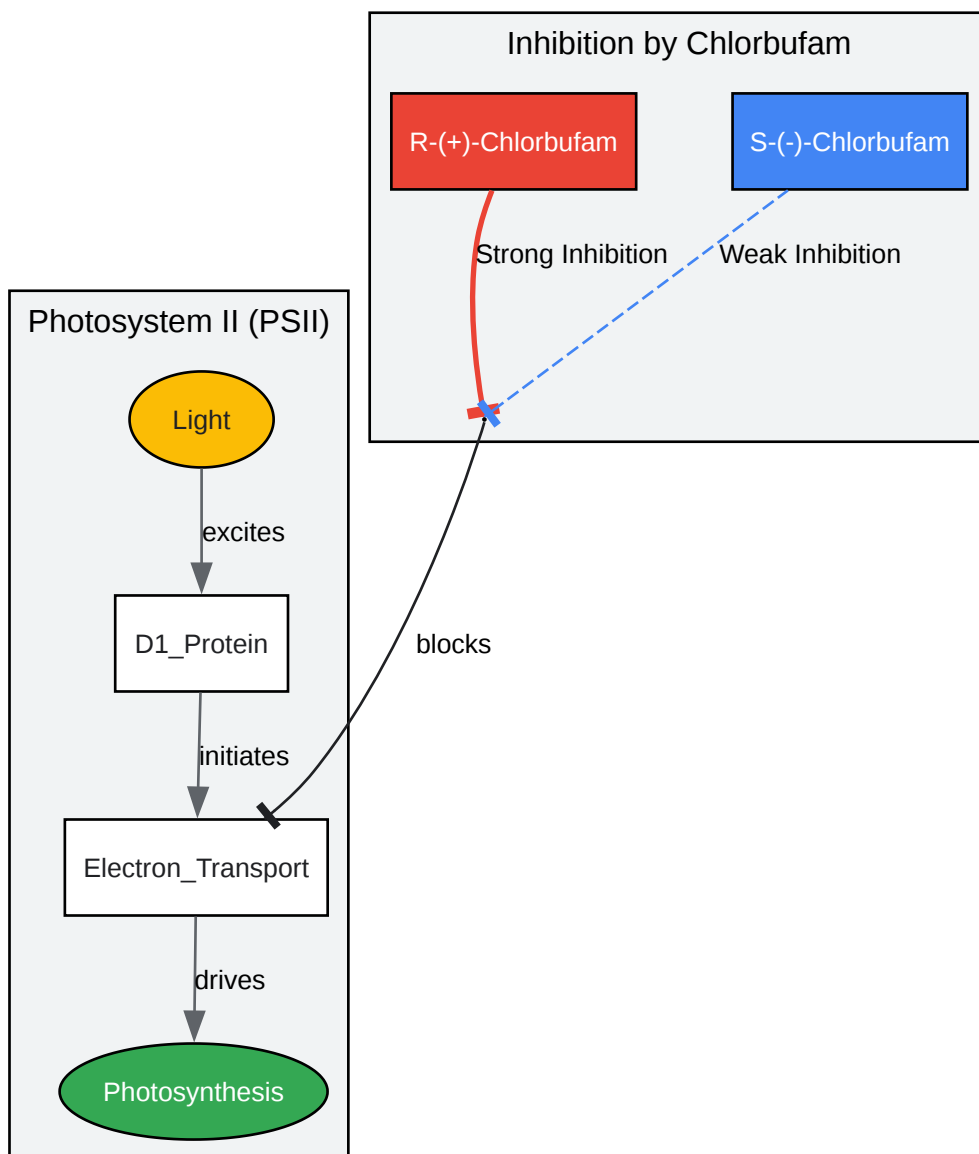 Inhibition by Chlorbufam
R-(+)-Chlorbufam
S-(-)-Chlorbufam
Strong Inhibition
Weak Inhibition
Photosystem II (PSII)
Light
excites
D1_Protein
blocks
initiates
Electron_Transport
drives
Photosynthesis